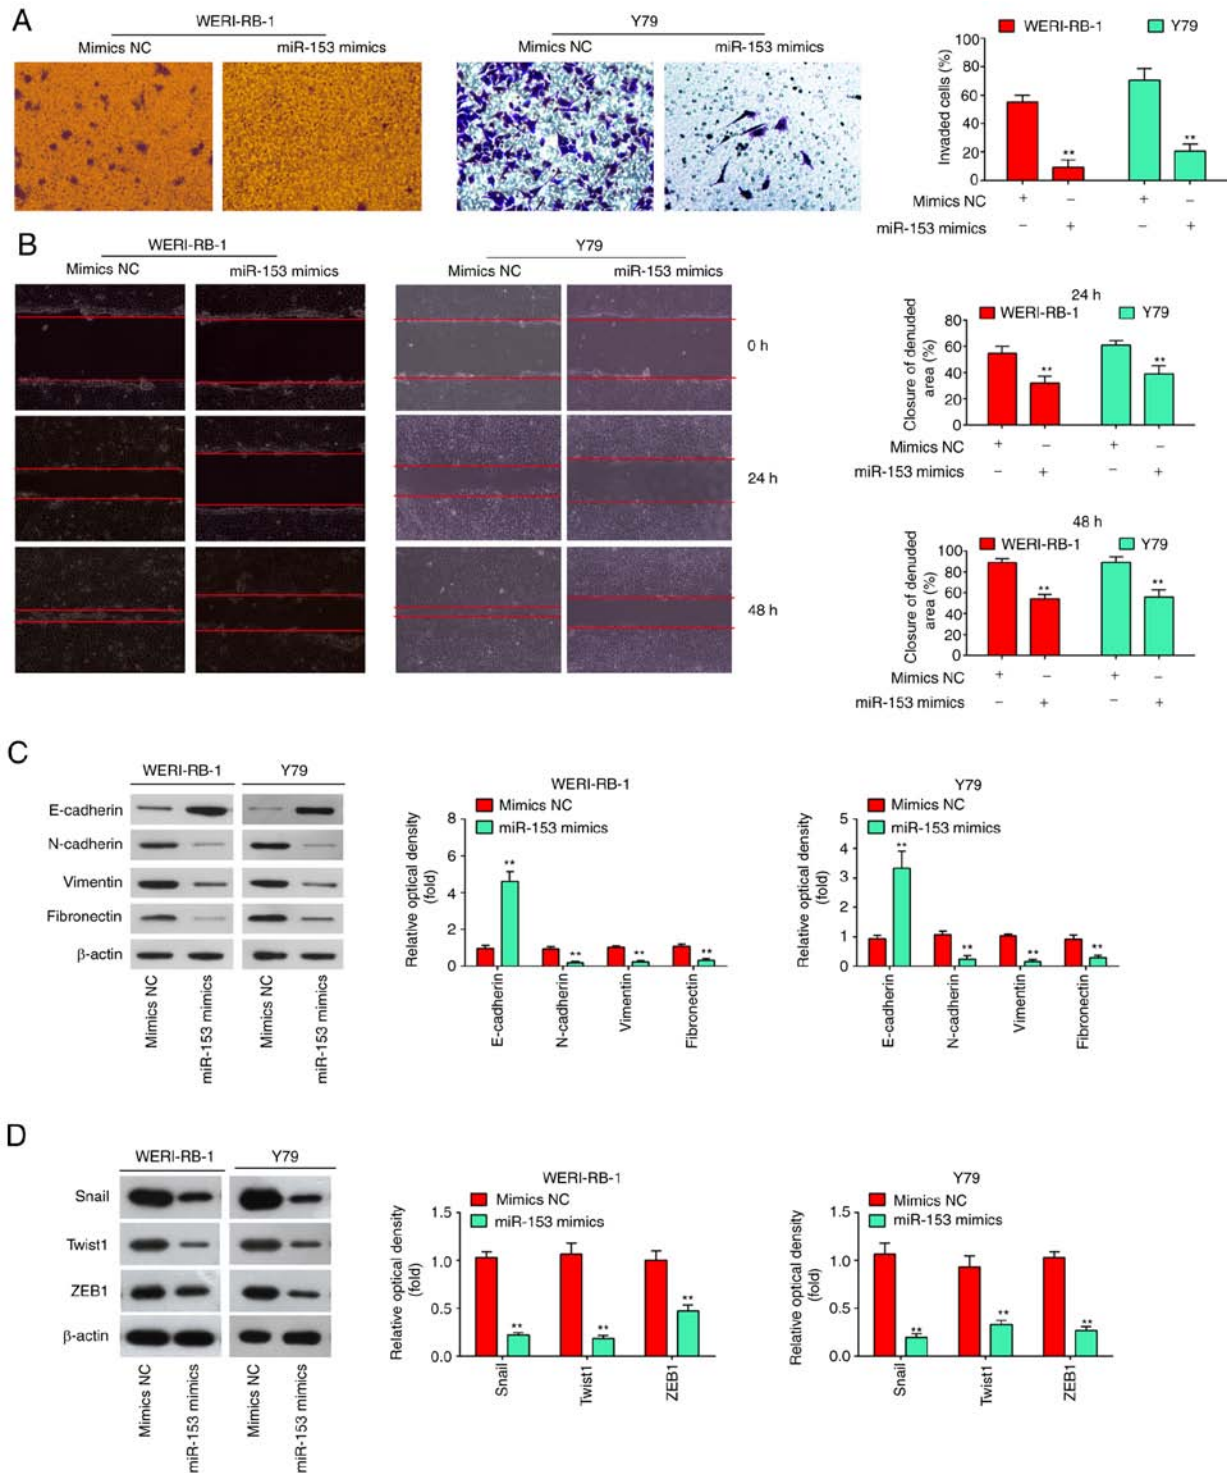 A
WERI-RB-1
Mimics NC miR-153 mimics
Y79
Mimics NC miR-153 mimics
WERI-RB-1 Y79
Invaded cells (%)
100
80
60
40
20
0
Mimics NC + – + –
miR-153 mimics – + – +
** **
B
WERI-RB-1
Mimics NC miR-153 mimics
Y79
Mimics NC miR-153 mimics
0 h
24 h
48 h
24 h
WERI-RB-1 Y79
Closure of denuded
area (%)
80
60
40
20
0
** **
Mimics NC + – + –
miR-153 mimics – + – +
48 h
WERI-RB-1 Y79
Closure of denuded
area (%)
100
80
60
40
20
0
** **
Mimics NC + – + –
miR-153 mimics – + – +
C
WERI-RB-1 Y79
E-cadherin
N-cadherin
Vimentin
Fibronectin
β-actin
Mimics NC
miR-153 mimics
Mimics NC
miR-153 mimics
WERI-RB-1
Mimics NC
miR-153 mimics
Relative optical density
(fold)
8
6
4
2
0
** ** ** **
E-cadherin
N-cadherin
Vimentin
Fibronectin
Y79
Mimics NC
miR-153 mimics
Relative optical density
(fold)
5
4
3
2
1
0
** ** ** **
E-cadherin
N-cadherin
Vimentin
Fibronectin
D
WERI-RB-1 Y79
Snail
Twist1
ZEB1
β-actin
Mimics NC
miR-153 mimics
Mimics NC
miR-153 mimics
WERI-RB-1
Mimics NC
miR-153 mimics
Relative optical density
(fold)
1.5
1.0
0.5
0.0
** ** **
Snail
Twist1
ZEB1
Y79
Mimics NC
miR-153 mimics
Relative optical density
(fold)
1.5
1.0
0.5
0.0
** ** **
Snail
Twist1
ZEB1